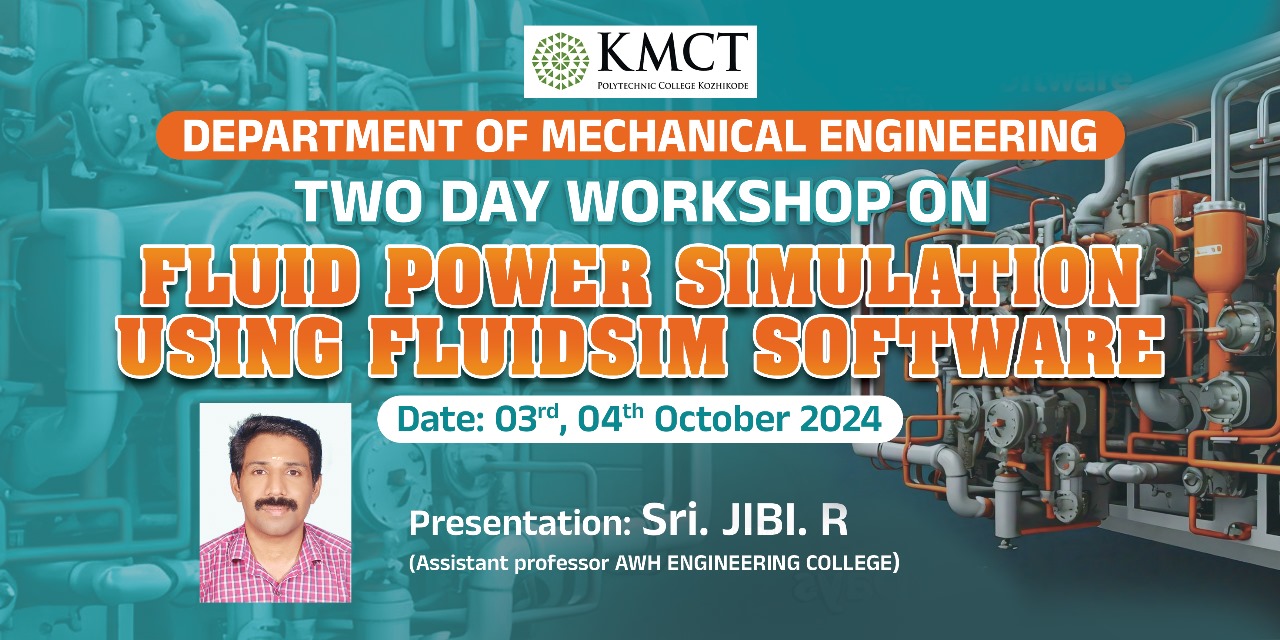 KMCT
POLYTECHNIC COLLEGE KOZHIKODE
DEPARTMENT OF MECHANICAL ENGINEERING
TWO DAY WORKSHOP ON
FLUID POWER SIMULATION
USING FLUIDSIM SOFTWARE
Date: 03rd, 04th October 2024
Presentation: Sri. JIBI. R
(Assistant professor AWH ENGINEERING COLLEGE)